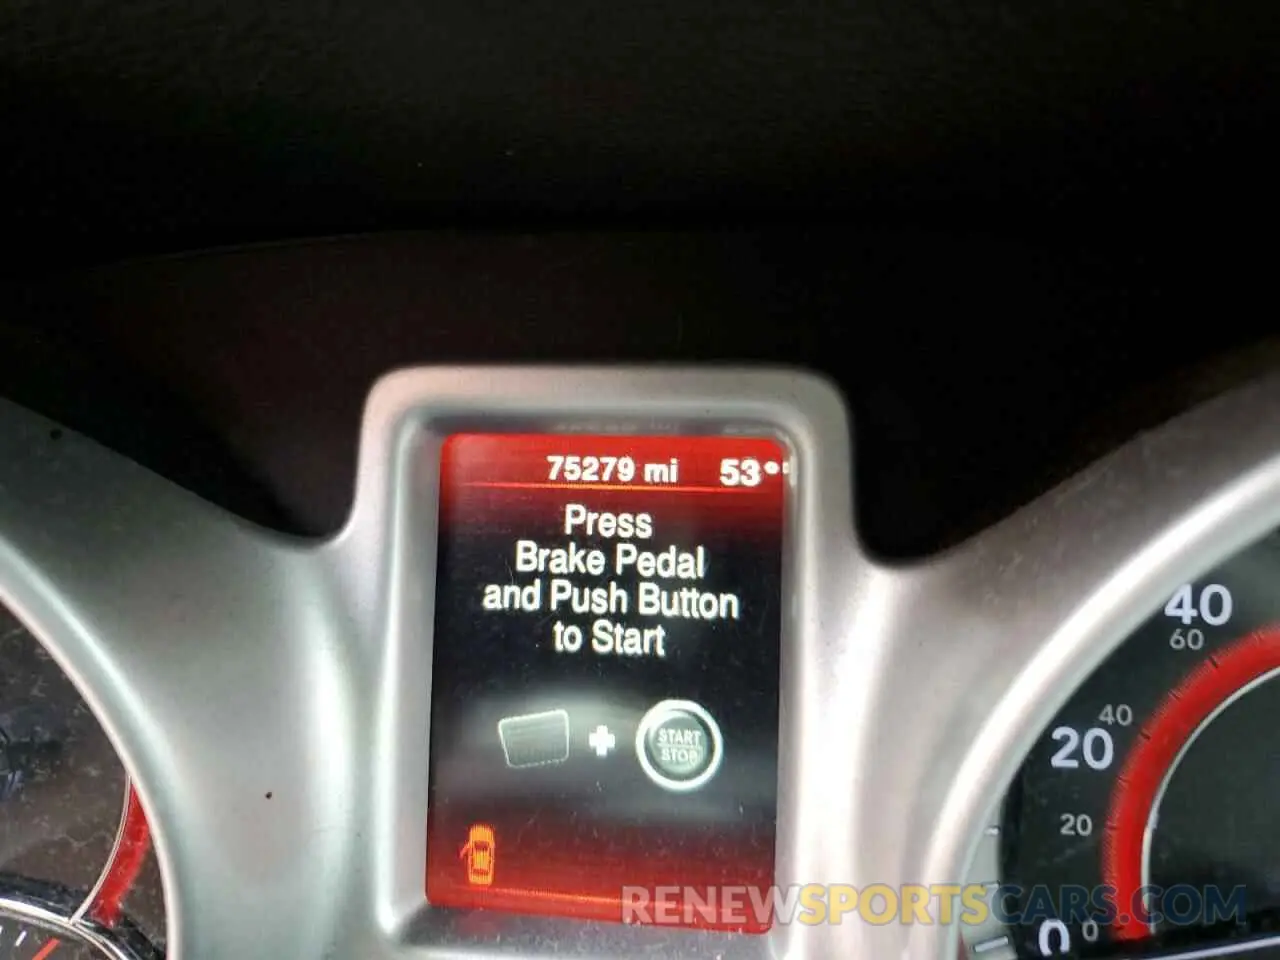 75279 mi 53°
Press
Brake Pedal
and Push Button
to Start
START
STOP
40
60
40
20
20
0
0
RENEWSPORTSCARS.COM